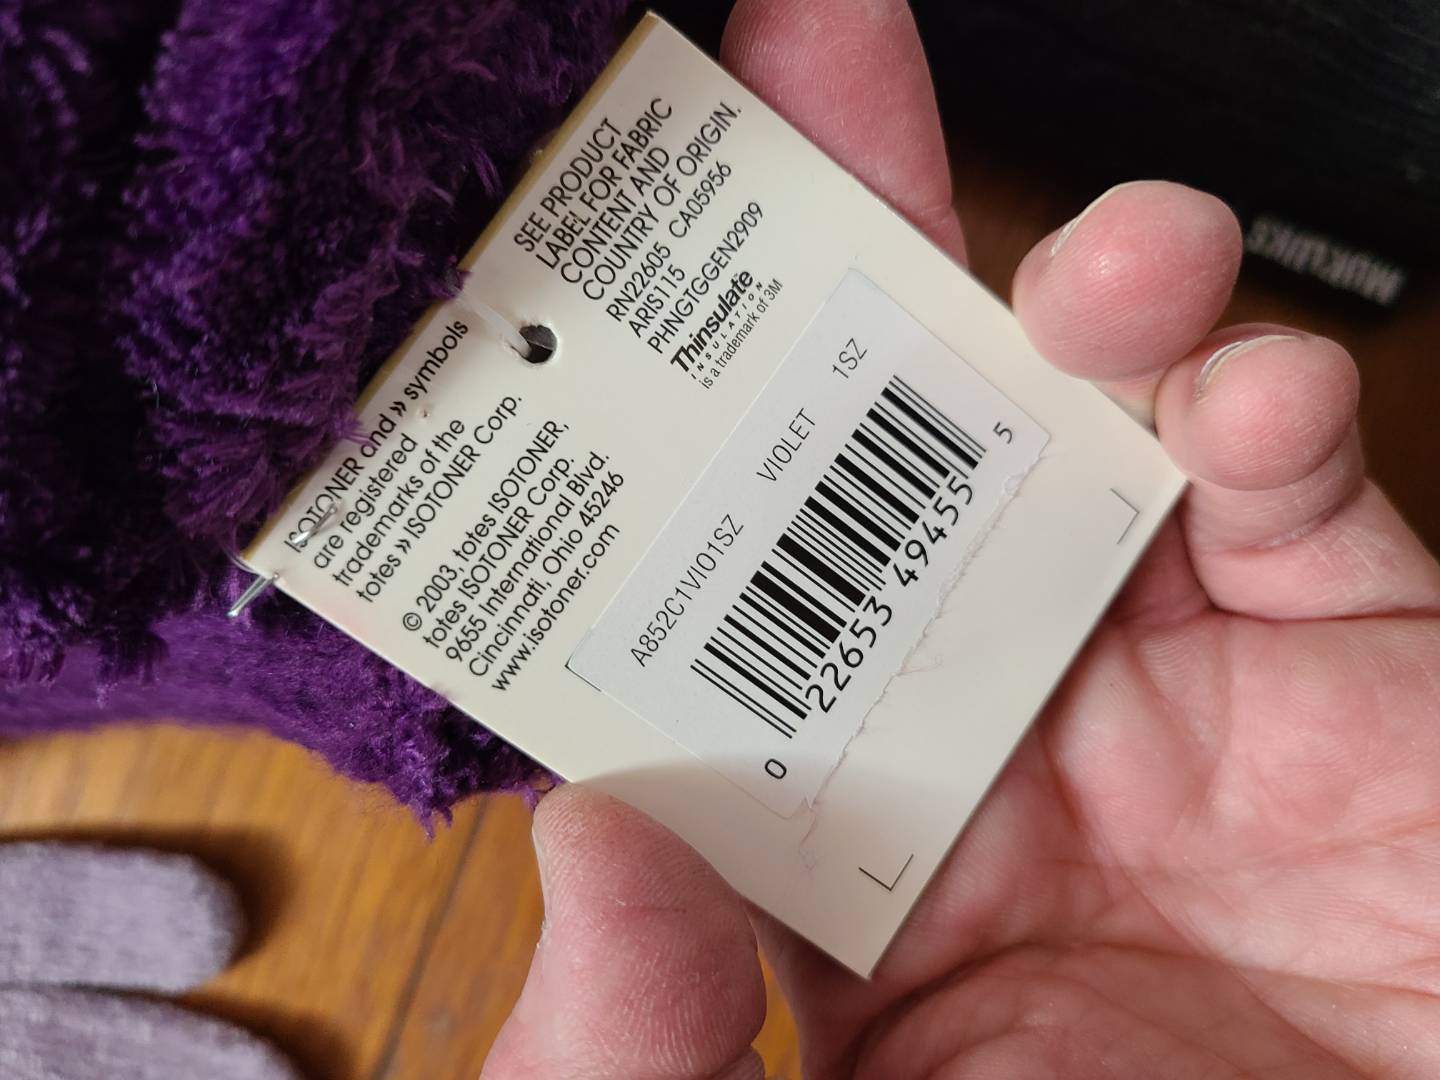 SEE PRODUCT
LABEL FOR FABRIC
CONTENT AND
COUNTRY OF ORIGIN.
RN22605 CA05956
ARIS115
PHNGTGGEN2909
Thinsulate
INSULATION
is a trademark of 3M
ISOTONER and » symbols
are registered
trademarks of the
totes » ISOTONER Corp.
© 2003, totes ISOTONER,
totes ISOTONER Corp.
9655 International Blvd.
Cincinnati, Ohio 45246
www.isotoner.com
A852C1VI01SZ VIOLET 1SZ
0 22653 49455 5